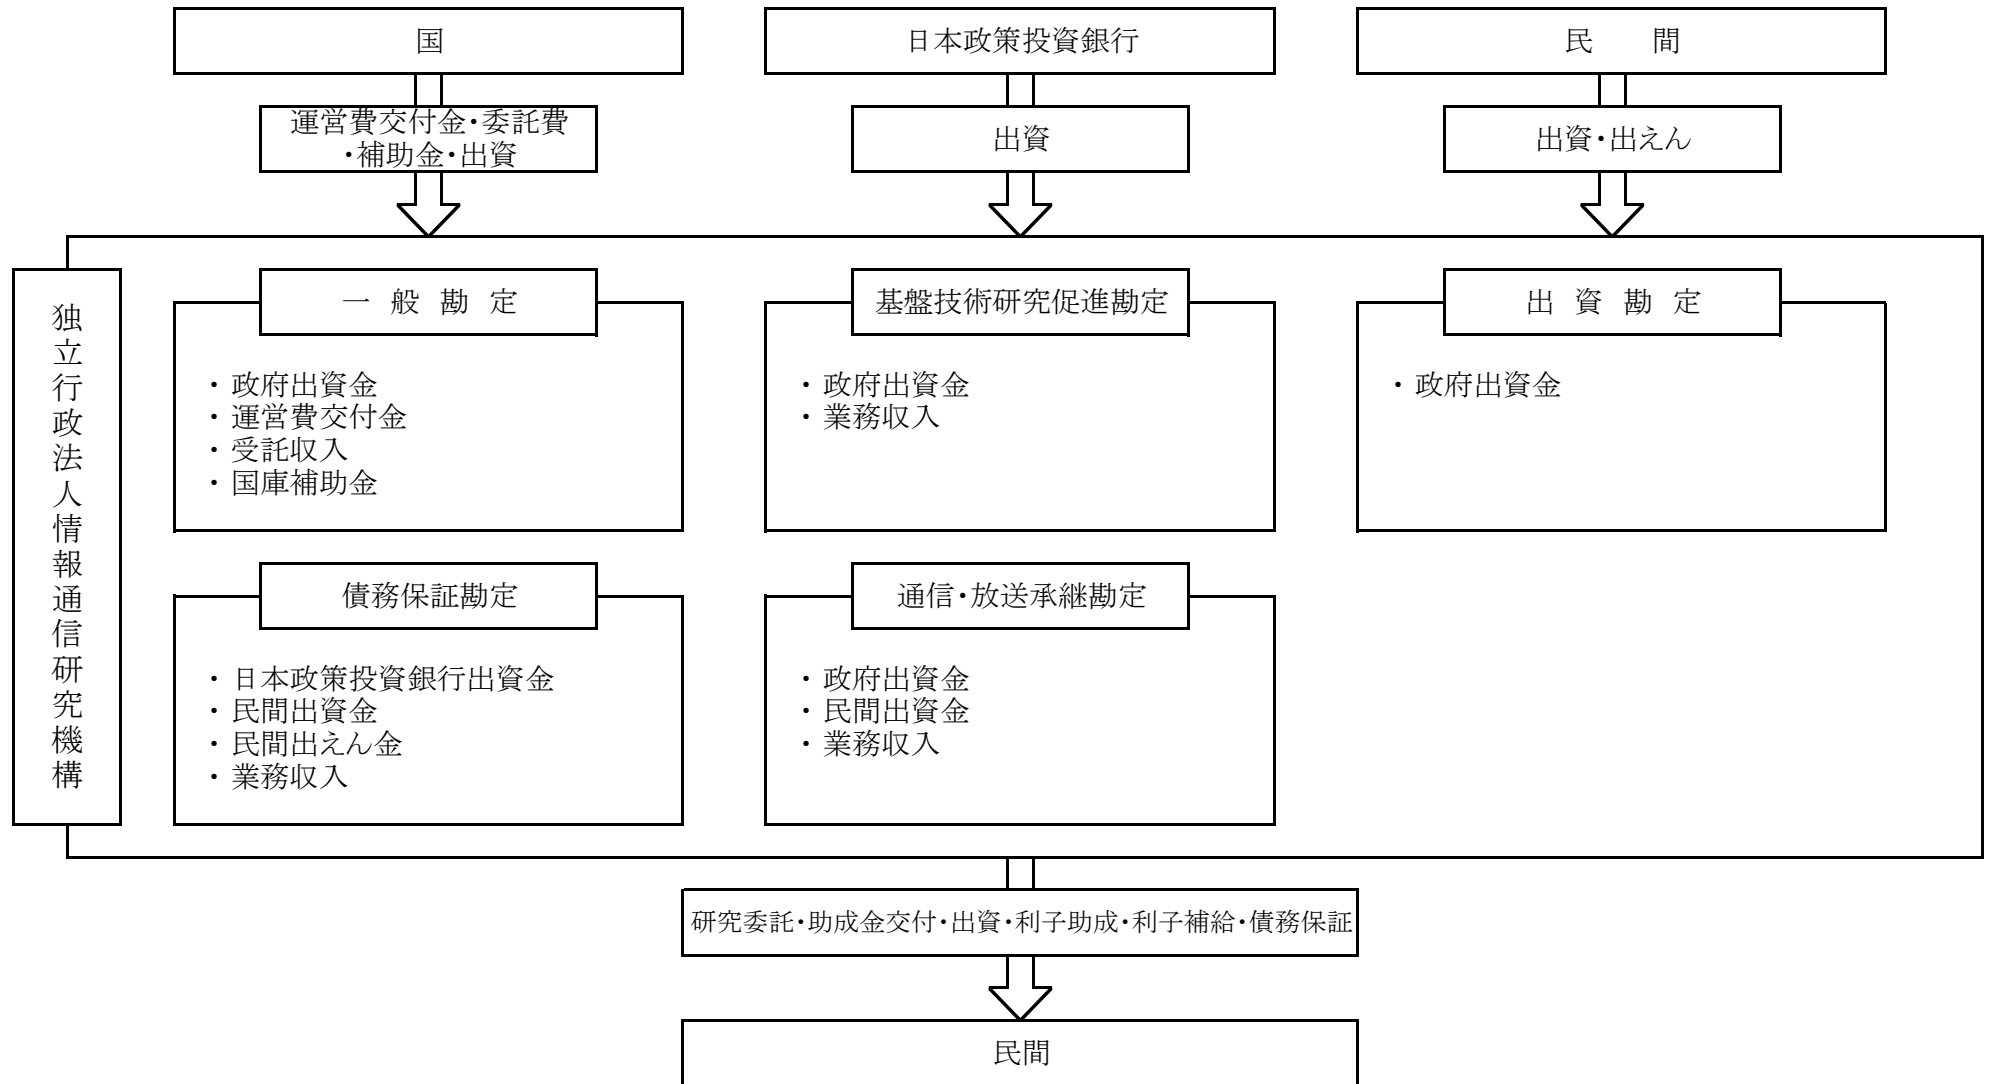 国
日本政策投資銀行
民　　間
運営費交付金・委託費
・補助金・出資
出資
出資・出えん
独立行政法人情報通信研究機構
一 般 勘 定
・ 政府出資金
・ 運営費交付金
・ 受託収入
・ 国庫補助金
基盤技術研究促進勘定
・ 政府出資金
・ 業務収入
出 資 勘 定
・ 政府出資金
債務保証勘定
・ 日本政策投資銀行出資金
・ 民間出資金
・ 民間出えん金
・ 業務収入
通信・放送承継勘定
・ 政府出資金
・ 民間出資金
・ 業務収入
研究委託・助成金交付・出資・利子助成・利子補給・債務保証
民間